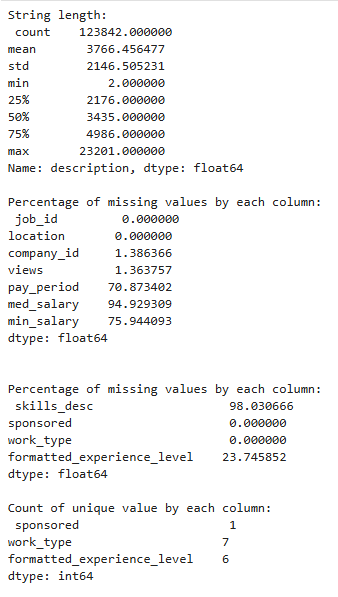 String length:
count 123842.000000
mean 3766.456477
std 2146.505231
min 2.000000
25% 2176.000000
50% 3435.000000
75% 4986.000000
max 23201.000000
Name: description, dtype: float64
Percentage of missing values by each column:
job_id 0.000000
location 0.000000
company_id 1.386366
views 1.363757
pay_period 70.873402
med_salary 94.929309
min_salary 75.944093
dtype: float64
Percentage of missing values by each column:
skills_desc 98.030666
sponsored 0.000000
work_type 0.000000
formatted_experience_level 23.745852
dtype: float64
Count of unique value by each column:
sponsored 1
work_type 7
formatted_experience_level 6
dtype: int64